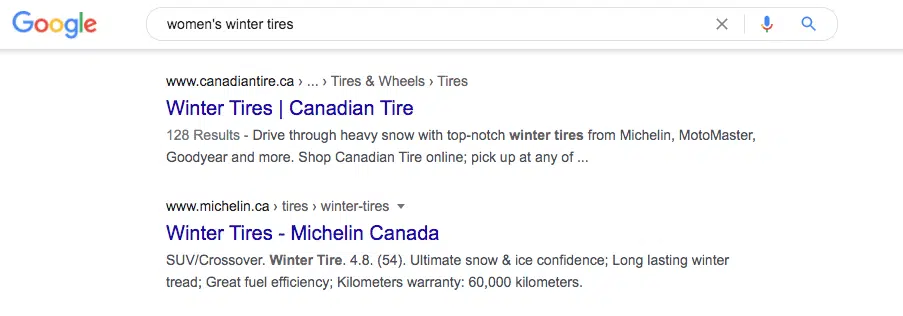 Google
women's winter tires
www.canadiantire.ca › ... › Tires & Wheels › Tires
Winter Tires | Canadian Tire
128 Results - Drive through heavy snow with top-notch winter tires from Michelin, MotoMaster,
Goodyear and more. Shop Canadian Tire online; pick up at any of ...
www.michelin.ca › tires › winter-tires
Winter Tires - Michelin Canada
SUV/Crossover. Winter Tire. 4.8. (54). Ultimate snow & ice confidence; Long lasting winter
tread; Great fuel efficiency; Kilometers warranty: 60,000 kilometers.